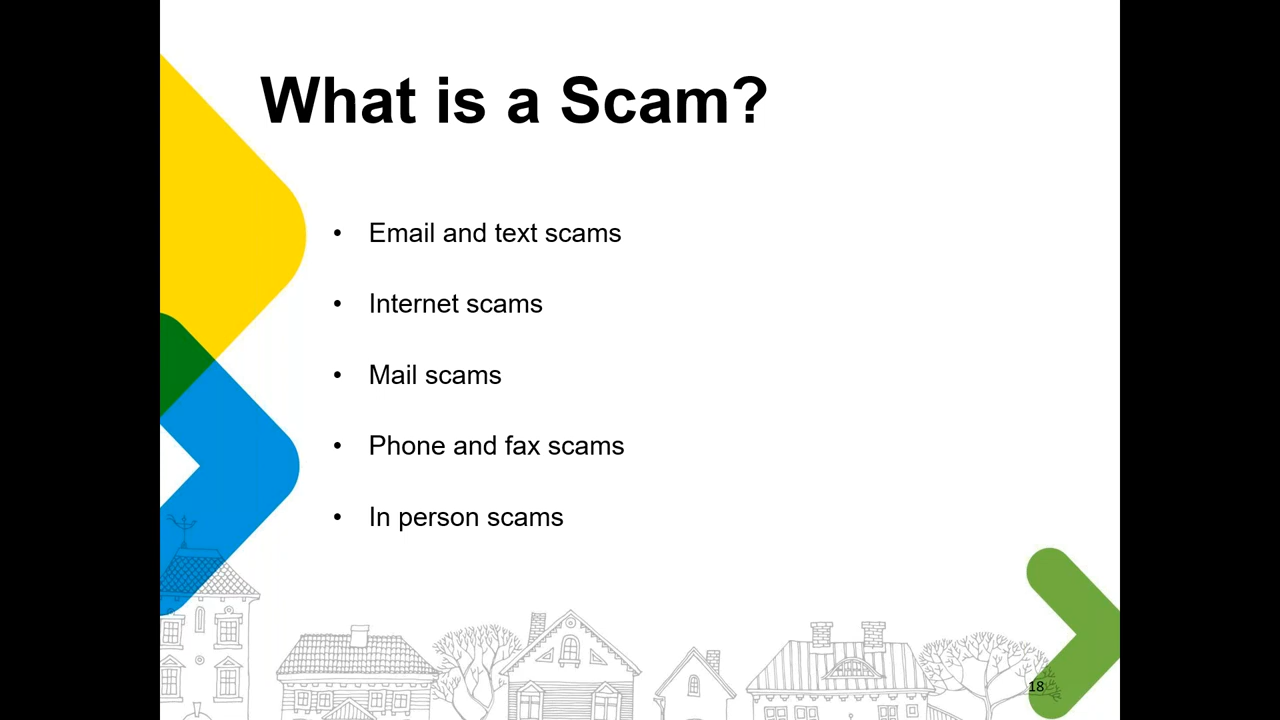 What is a Scam?
• Email and text scams
• Internet scams
• Mail scams
• Phone and fax scams
• In person scams
18